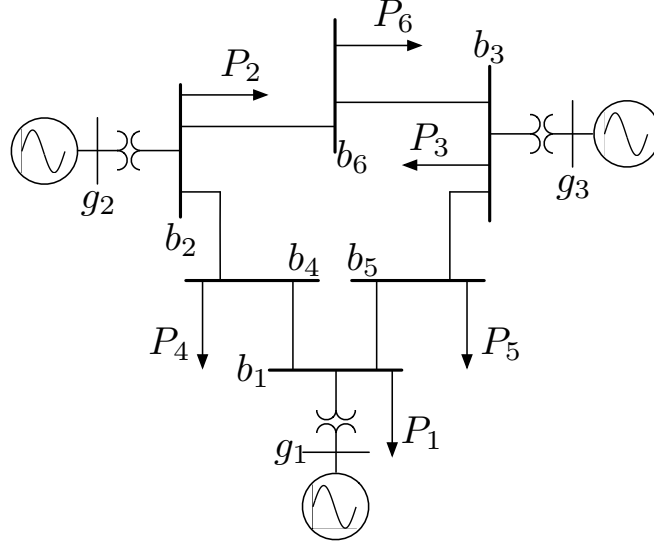 P₆
b₃
P₂
P₃
b₆
g₂
g₃
b₂
b₄
b₅
P₄
P₅
b₁
P₁
g₁